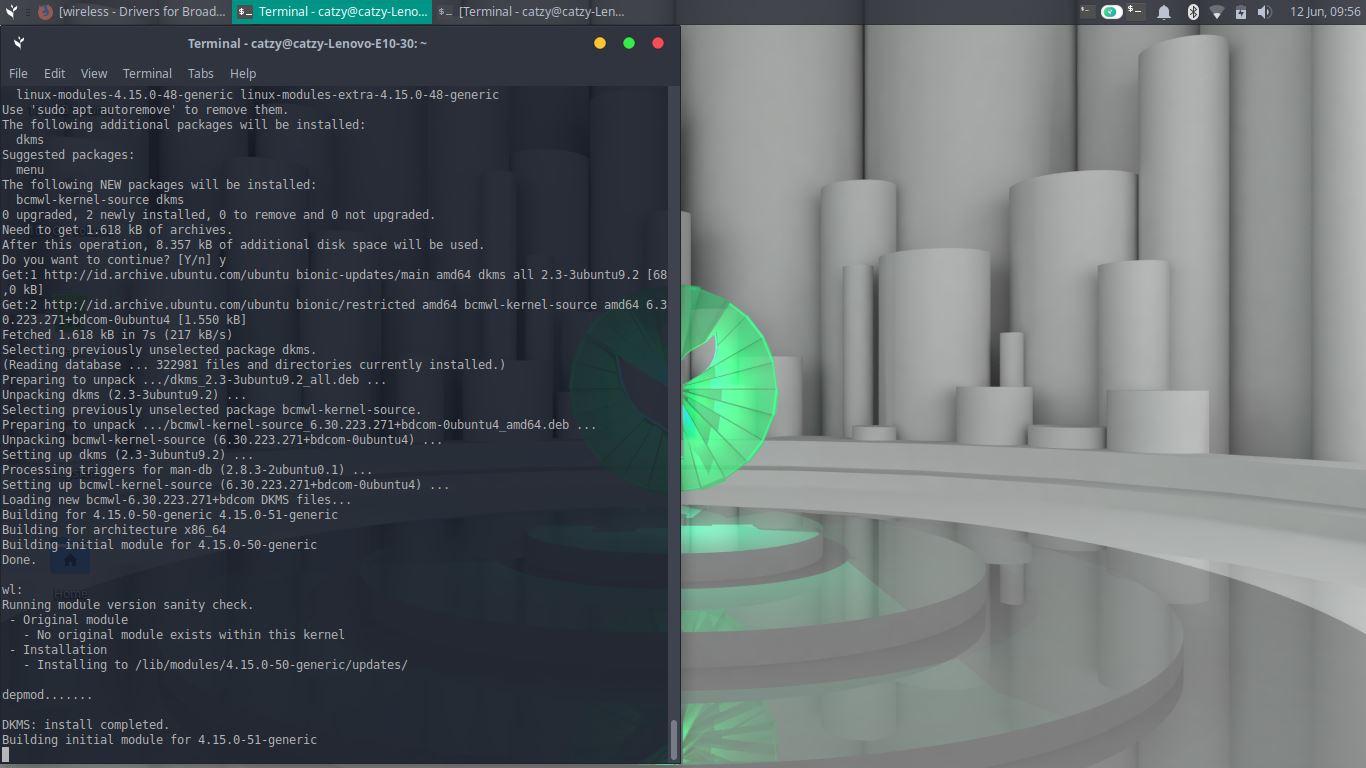 [wireless - Drivers for Broad...
Terminal - catzy@catzy-Leno...
[Terminal - catzy@catzy-Len...
12 Jun, 09:56
Terminal - catzy@catzy-Lenovo-E10-30: ~
File Edit View Terminal Tabs Help
linux-modules-4.15.0-48-generic linux-modules-extra-4.15.0-48-generic
Use 'sudo apt autoremove' to remove them.
The following additional packages will be installed:
dkms
Suggested packages:
menu
The following NEW packages will be installed:
bcmwl-kernel-source dkms
0 upgraded, 2 newly installed, 0 to remove and 0 not upgraded.
Need to get 1.618 kB of archives.
After this operation, 8.357 kB of additional disk space will be used.
Do you want to continue? [Y/n] y
Get:1 http://id.archive.ubuntu.com/ubuntu bionic-updates/main amd64 dkms all 2.3-3ubuntu9.2 [68
,0 kB]
Get:2 http://id.archive.ubuntu.com/ubuntu bionic/restricted amd64 bcmwl-kernel-source amd64 6.3
0.223.271+bdcom-0ubuntu4 [1.550 kB]
Fetched 1.618 kB in 7s (217 kB/s)
Selecting previously unselected package dkms.
(Reading database ... 322981 files and directories currently installed.)
Preparing to unpack .../dkms_2.3-3ubuntu9.2_all.deb ...
Unpacking dkms (2.3-3ubuntu9.2) ...
Selecting previously unselected package bcmwl-kernel-source.
Preparing to unpack .../bcmwl-kernel-source_6.30.223.271+bdcom-0ubuntu4_amd64.deb ...
Unpacking bcmwl-kernel-source (6.30.223.271+bdcom-0ubuntu4) ...
Setting up dkms (2.3-3ubuntu9.2) ...
Processing triggers for man-db (2.8.3-2ubuntu0.1) ...
Setting up bcmwl-kernel-source (6.30.223.271+bdcom-0ubuntu4) ...
Loading new bcmwl-6.30.223.271+bdcom DKMS files...
Building for 4.15.0-50-generic 4.15.0-51-generic
Building for architecture x86_64
Building initial module for 4.15.0-50-generic
Done.
Home
wl:
Running module version sanity check.
- Original module
- No original module exists within this kernel
- Installation
- Installing to /lib/modules/4.15.0-50-generic/updates/
depmod.......
DKMS: install completed.
Building initial module for 4.15.0-51-generic